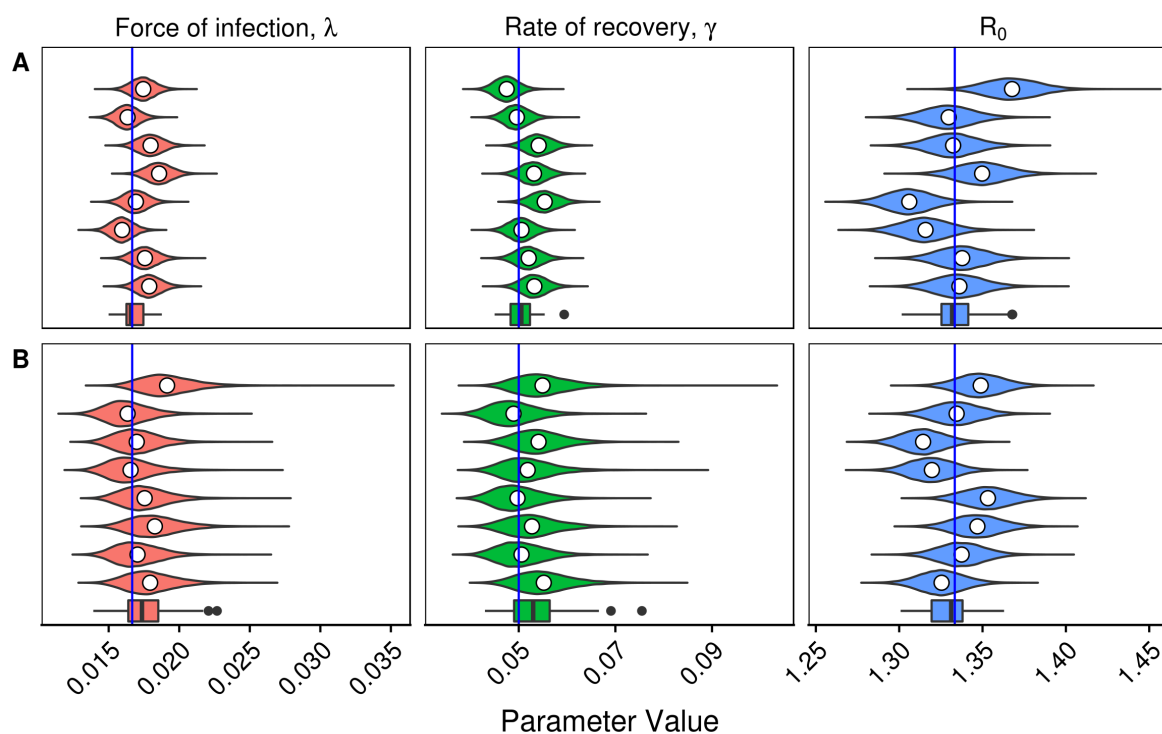 Force of infection, λ
Rate of recovery, γ
R₀
A
B
0.015 0.020 0.025 0.030 0.035
0.05 0.07 0.09
1.25 1.30 1.35 1.40 1.45
Parameter Value